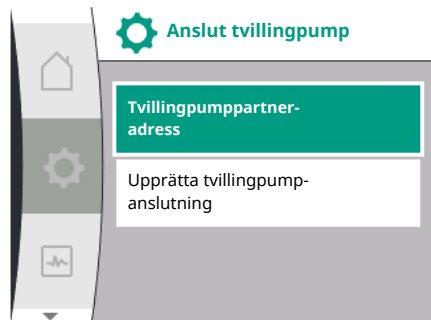 Anslut tvillingpump
Tvillingpumppartner-
adress
Upprätta tvillingpump-
anslutning